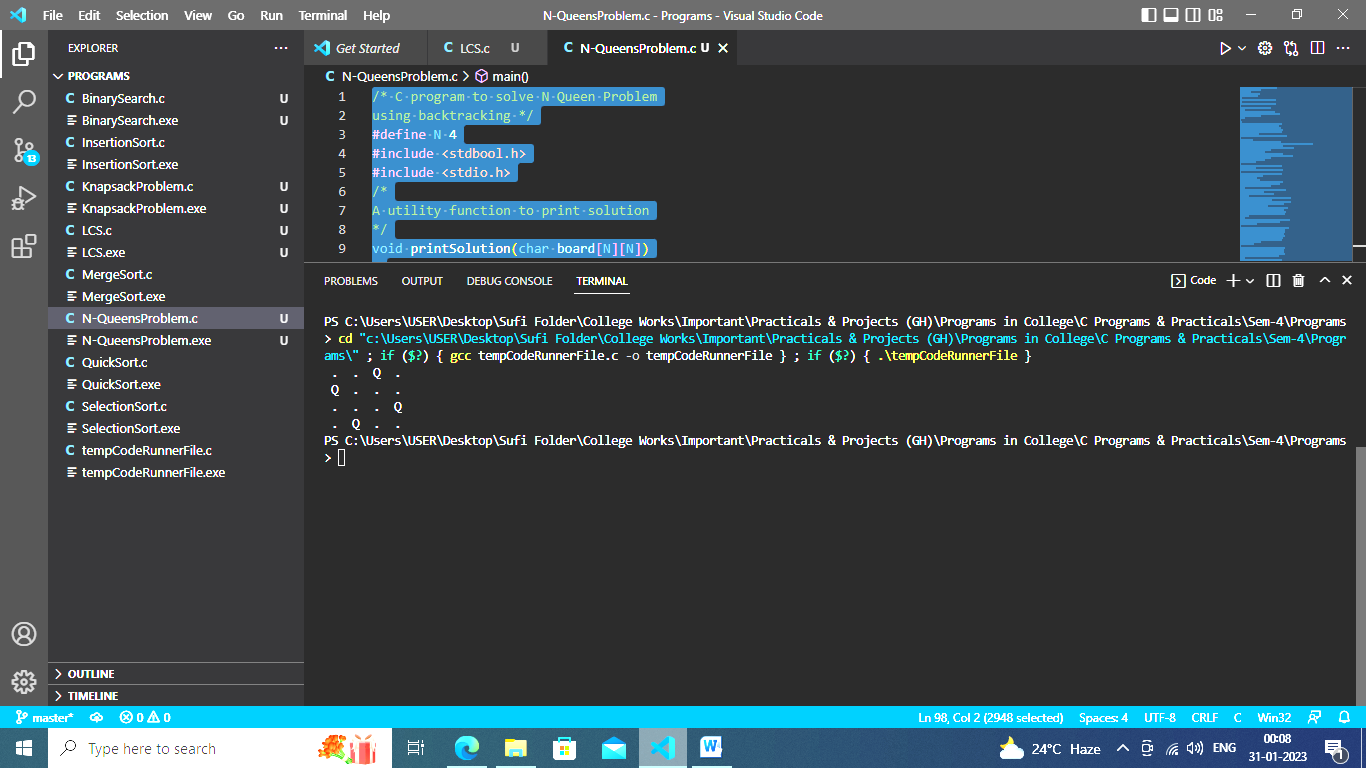 File Edit Selection View Go Run Terminal Help N-QueensProblem.c - Programs - Visual Studio Code
EXPLORER
PROGRAMS
BinarySearch.c U
BinarySearch.exe U
InsertionSort.c
InsertionSort.exe
KnapsackProblem.c U
KnapsackProblem.exe U
LCS.c U
LCS.exe U
MergeSort.c
MergeSort.exe
N-QueensProblem.c U
N-QueensProblem.exe U
QuickSort.c
QuickSort.exe
SelectionSort.c
SelectionSort.exe
tempCodeRunnerFile.c
tempCodeRunnerFile.exe
OUTLINE
TIMELINE
13
Get Started C LCS.c U C N-QueensProblem.c U
C N-QueensProblem.c > main()
1 /* C program to solve N Queen Problem
2 using backtracking */
3 #define N 4
4 #include <stdbool.h>
5 #include <stdio.h>
6 /*
7 A utility function to print solution
8 */
9 void printSolution(char board[N][N])
PROBLEMS OUTPUT DEBUG CONSOLE TERMINAL Code
PS C:\Users\USER\Desktop\Sufi Folder\College Works\Important\Practicals & Projects (GH)\Programs in College\C Programs & Practicals\Sem-4\Programs
> cd "c:\Users\USER\Desktop\Sufi Folder\College Works\Important\Practicals & Projects (GH)\Programs in College\C Programs & Practicals\Sem-4\Progr
ams\" ; if ($?) { gcc tempCodeRunnerFile.c -o tempCodeRunnerFile } ; if ($?) { .\tempCodeRunnerFile }
. . Q .
Q . . .
. . . Q
. Q . .
PS C:\Users\USER\Desktop\Sufi Folder\College Works\Important\Practicals & Projects (GH)\Programs in College\C Programs & Practicals\Sem-4\Programs
>
master* 0 0 Ln 98, Col 2 (2948 selected) Spaces: 4 UTF-8 CRLF C Win32
Type here to search 24°C Haze ENG 00:08
31-01-2023 1